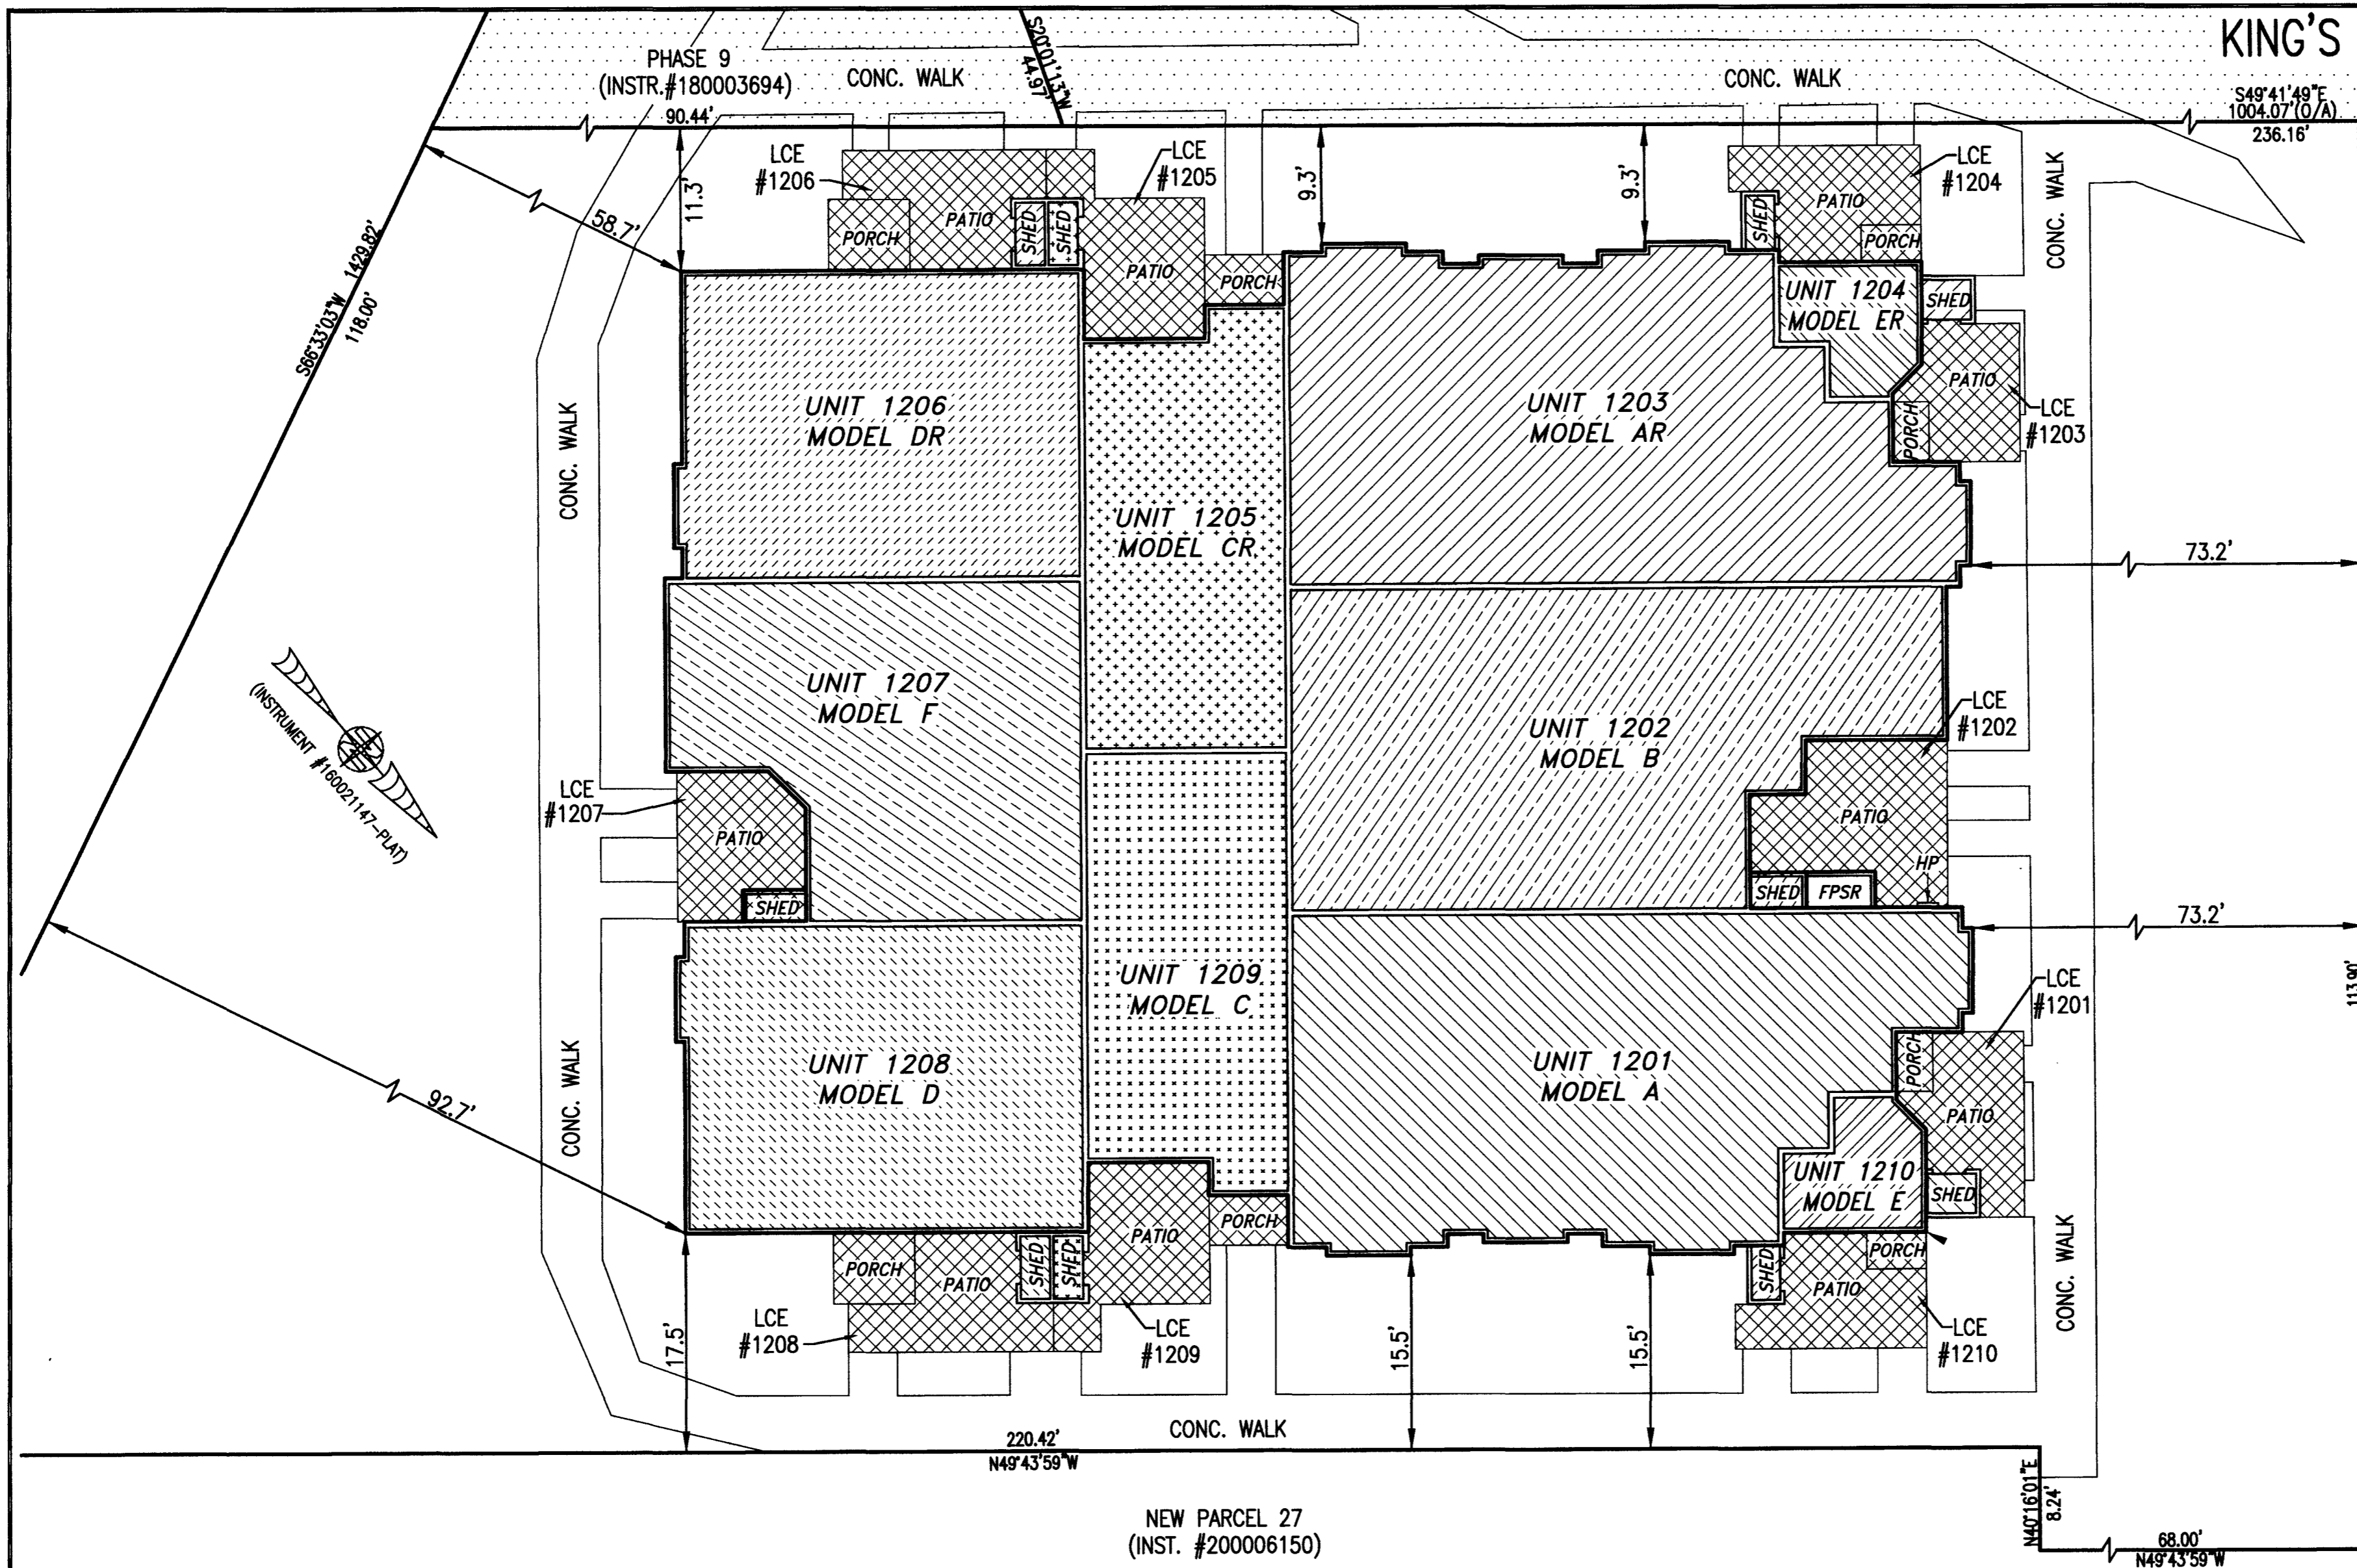 KING'S
S49°41'49"E
1004.07'(O/A)
236.16'
S20°01'13"W
44.97'
PHASE 9
(INSTR.#180003694)
CONC. WALK
CONC. WALK
90.44'
LCE
#1206
LCE
#1205
LCE
#1204
CONC. WALK
11.3'
9.3'
9.3'
58.7'
S66°33'03"W 1429.82'
118.00'
PORCH
PATIO
SHED
SHED
PATIO
PORCH
SHED
PATIO
PORCH
UNIT 1204
MODEL ER
SHED
PATIO
PORCH
LCE
#1203
UNIT 1206
MODEL DR
UNIT 1203
MODEL AR
CONC. WALK
UNIT 1205
MODEL CR
73.2'
(INSTRUMENT #160021147-PLAT)
UNIT 1207
MODEL F
UNIT 1202
MODEL B
LCE
#1202
LCE
#1207
PATIO
SHED
PATIO
HP
SHED
FPSR
73.2'
113.90'
UNIT 1209
MODEL C
LCE
#1201
UNIT 1208
MODEL D
UNIT 1201
MODEL A
PORCH
PATIO
92.7'
CONC. WALK
UNIT 1210
MODEL E
SHED
PORCH
PATIO
SHED
SHED
PATIO
PORCH
SHED
PATIO
PORCH
CONC. WALK
17.5'
LCE
#1208
LCE
#1209
15.5'
15.5'
LCE
#1210
CONC. WALK
220.42'
N49°43'59"W
N40°16'01"E
8.24'
NEW PARCEL 27
(INST. #200006150)
68.00'
N49°43'59"W